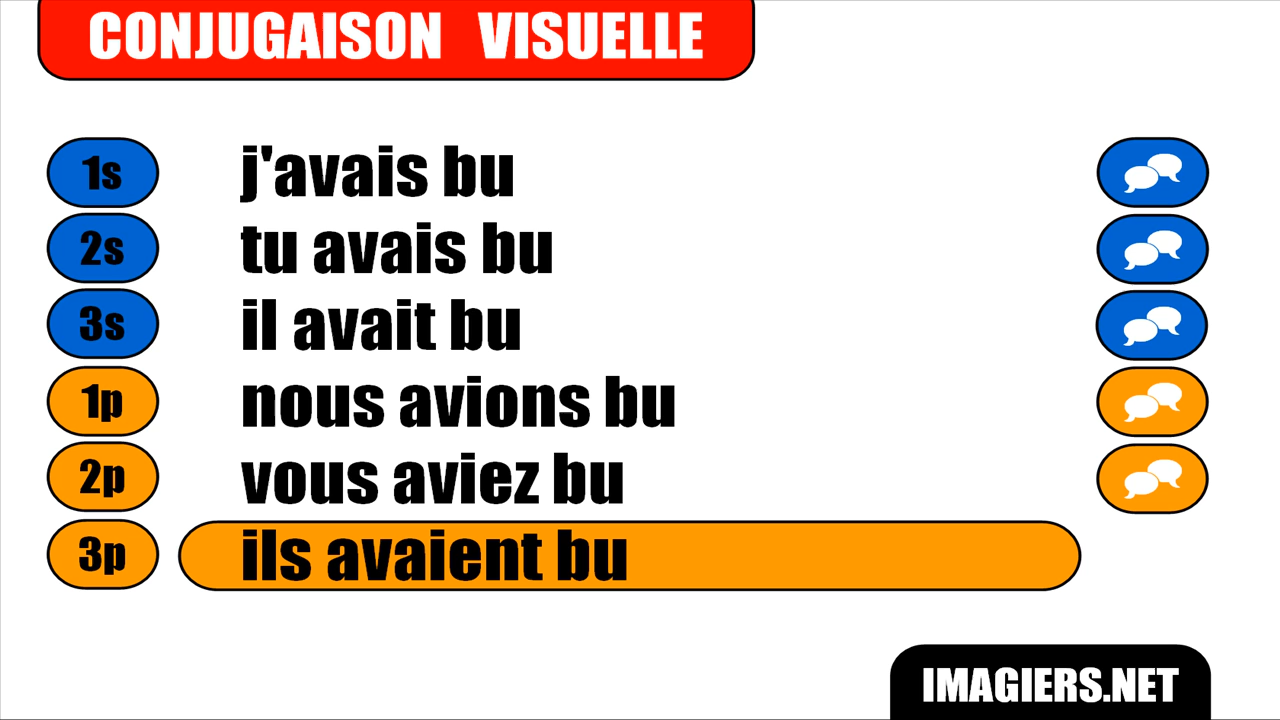 CONJUGAISON VISUELLE
1s j'avais bu
2s tu avais bu
3s il avait bu
1p nous avions bu
2p vous aviez bu
3p ils avaient bu
IMAGIERS.NET